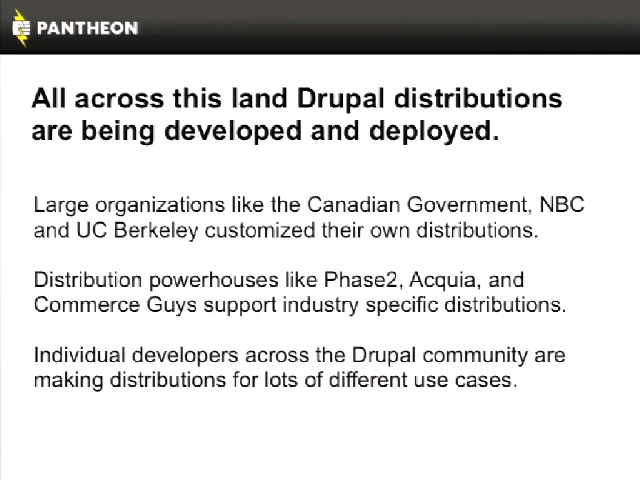 PANTHEON
All across this land Drupal distributions
are being developed and deployed.
Large organizations like the Canadian Government, NBC
and UC Berkeley customized their own distributions.
Distribution powerhouses like Phase2, Acquia, and
Commerce Guys support industry specific distributions.
Individual developers across the Drupal community are
making distributions for lots of different use cases.